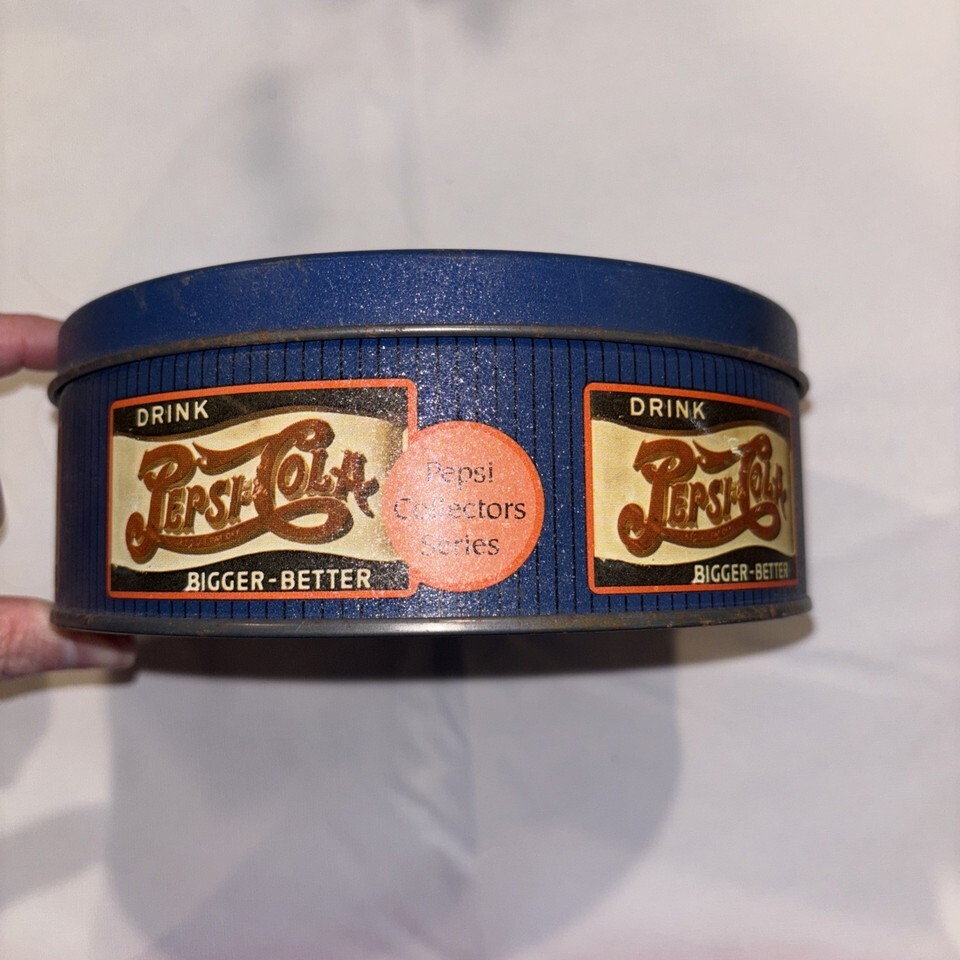 DRINK
PEPSI-COLA
BIGGER-BETTER
Pepsi
Collectors
Series
DRINK
PEPSI-COLA
BIGGER-BETTER